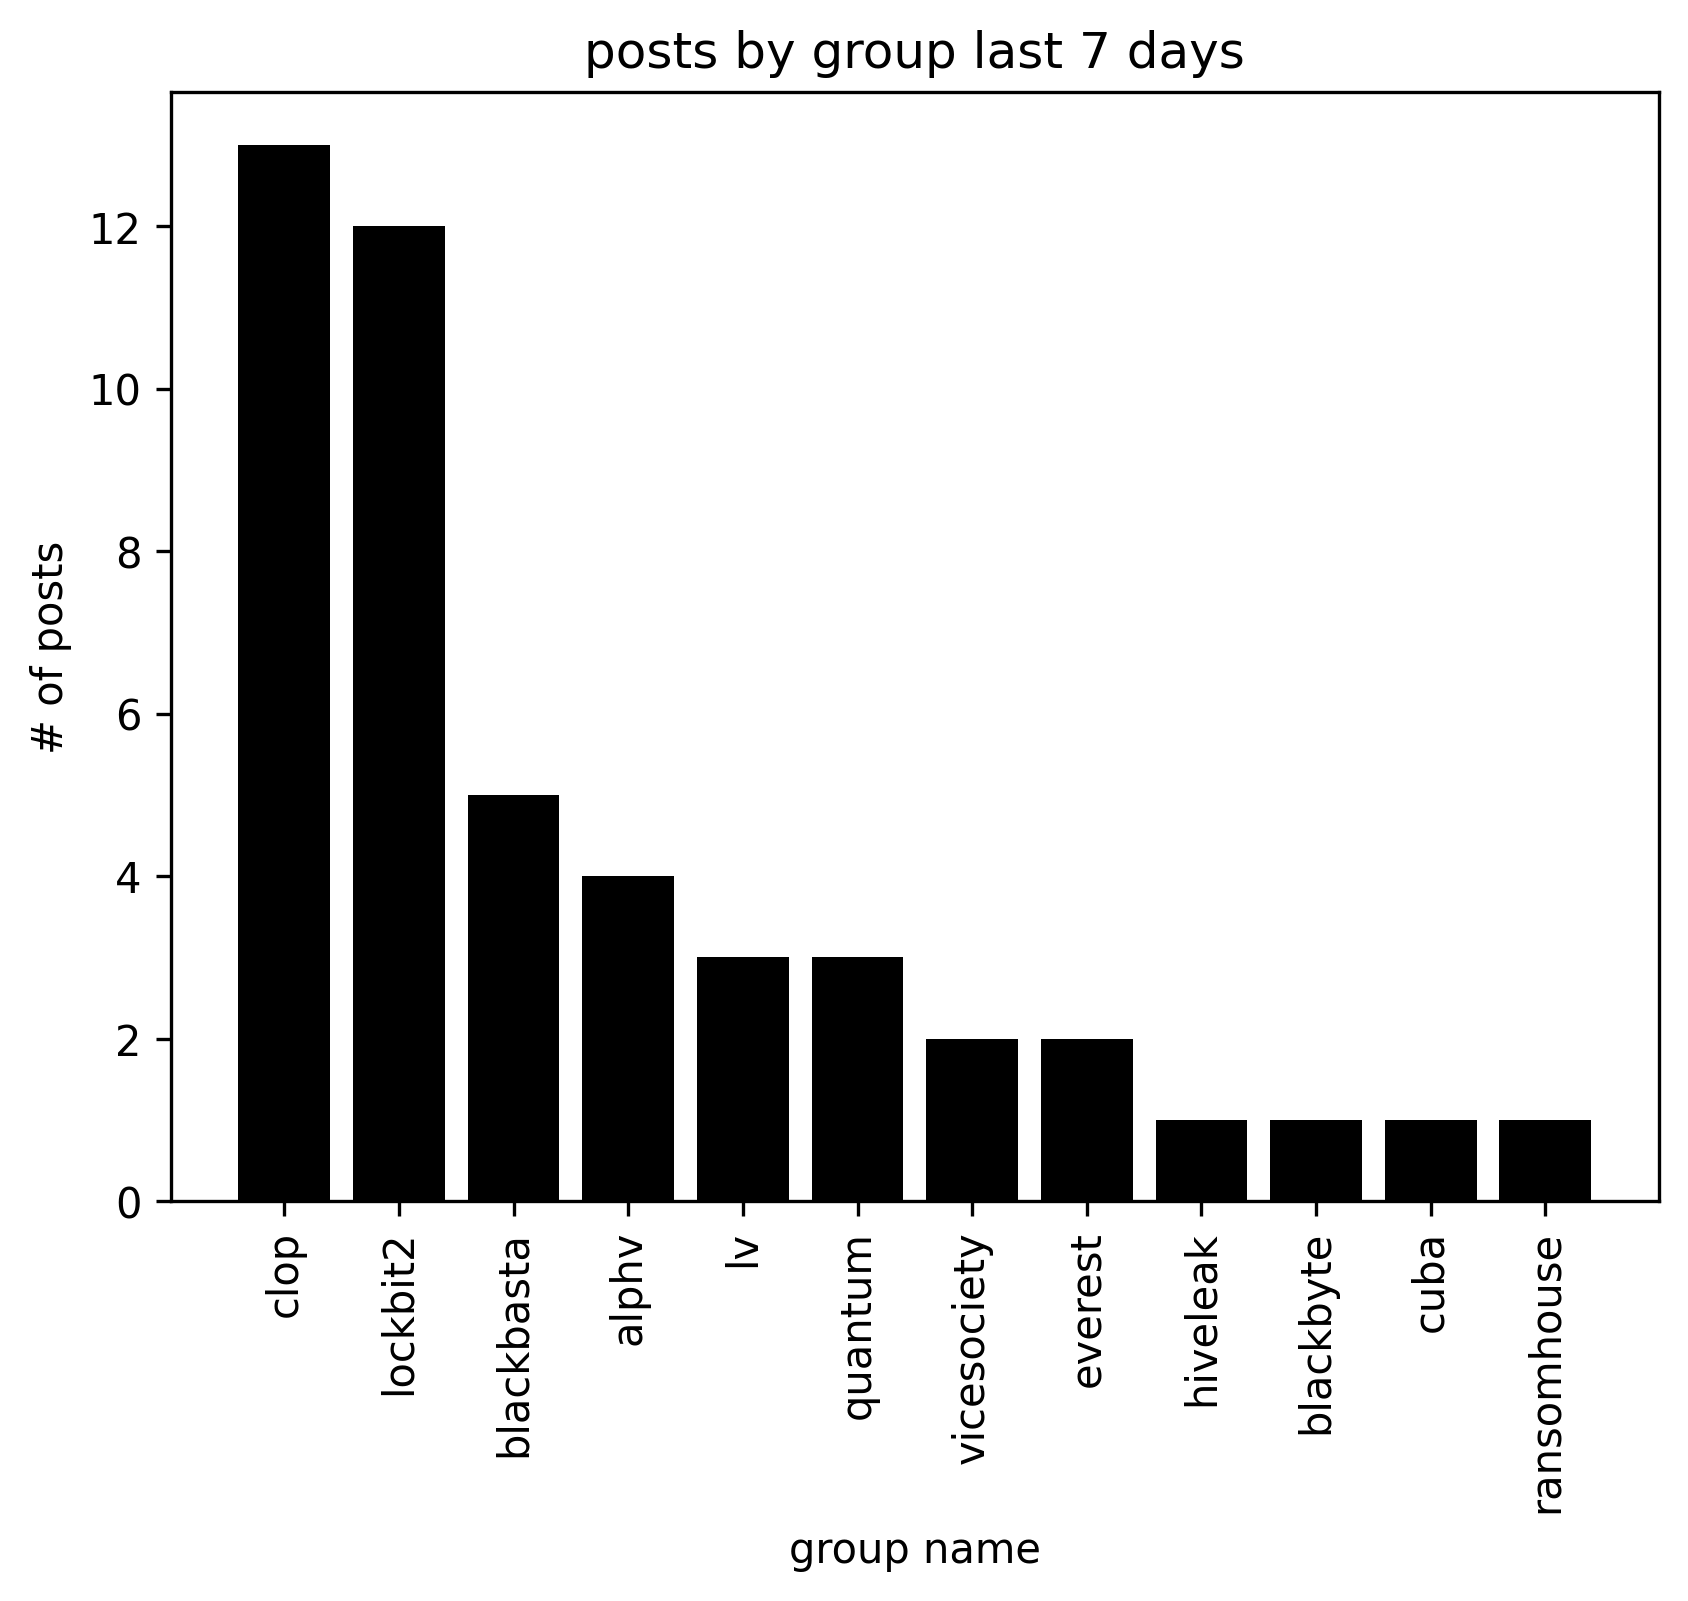 posts by group last 7 days
# of posts
12
10
8
6
4
2
0
clop
lockbit2
blackbasta
alphv
lv
quantum
vicesociety
everest
hiveleak
blackbyte
cuba
ransomhouse
group name